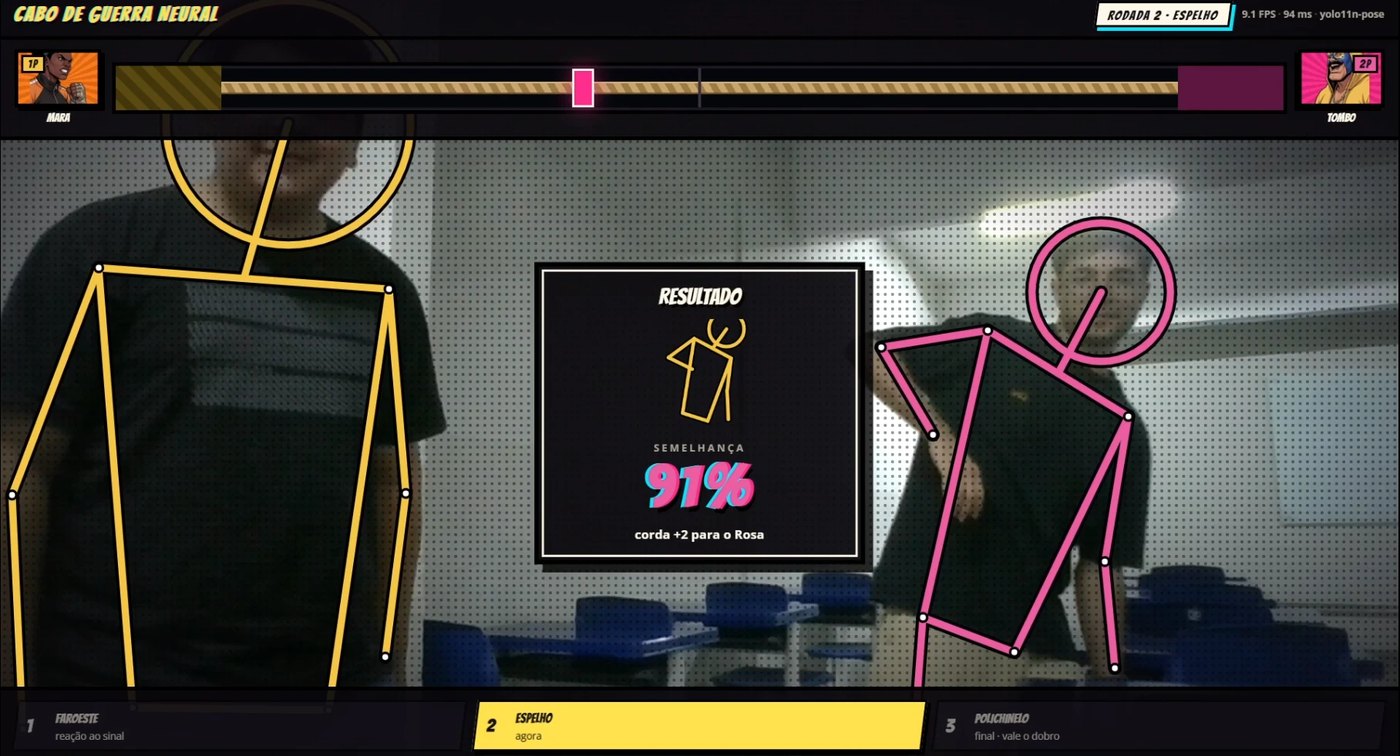 CABO DE GUERRA NEURAL
RODADA 2 · ESPELHO
9.1 FPS · 94 ms · yolo11n-pose
1P
2P
MARA
TOMBO
RESULTADO
SEMELHANÇA
91%
corda +2 para o Rosa
1
FAROESTE
reação ao sinal
2
ESPELHO
agora
3
POLICHINELO
final · vale o dobro